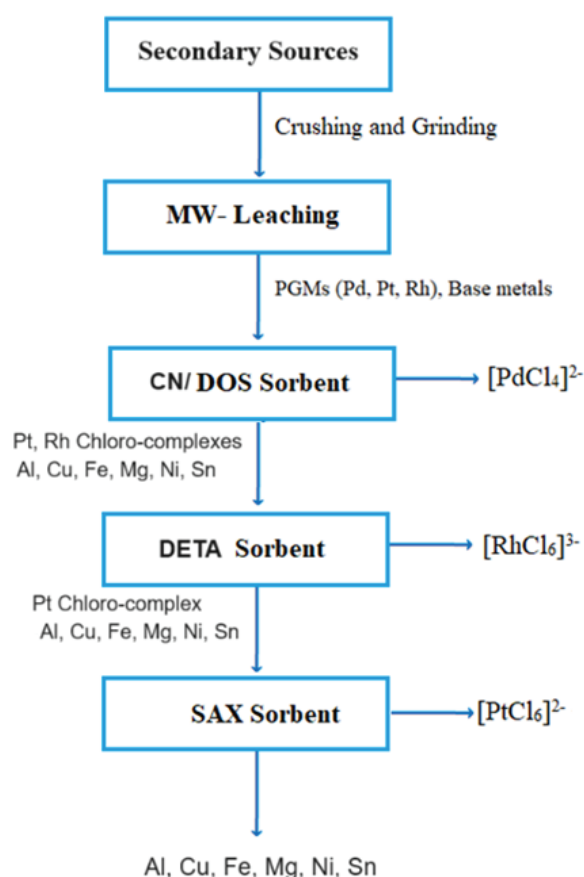 Secondary Sources
Crushing and Grinding
MW- Leaching
PGMs (Pd, Pt, Rh), Base metals
CN/ DOS Sorbent
[PdCl₄]²⁻
Pt, Rh Chloro-complexes
Al, Cu, Fe, Mg, Ni, Sn
DETA Sorbent
[RhCl₆]³⁻
Pt Chloro-complex
Al, Cu, Fe, Mg, Ni, Sn
SAX Sorbent
[PtCl₆]²⁻
Al, Cu, Fe, Mg, Ni, Sn